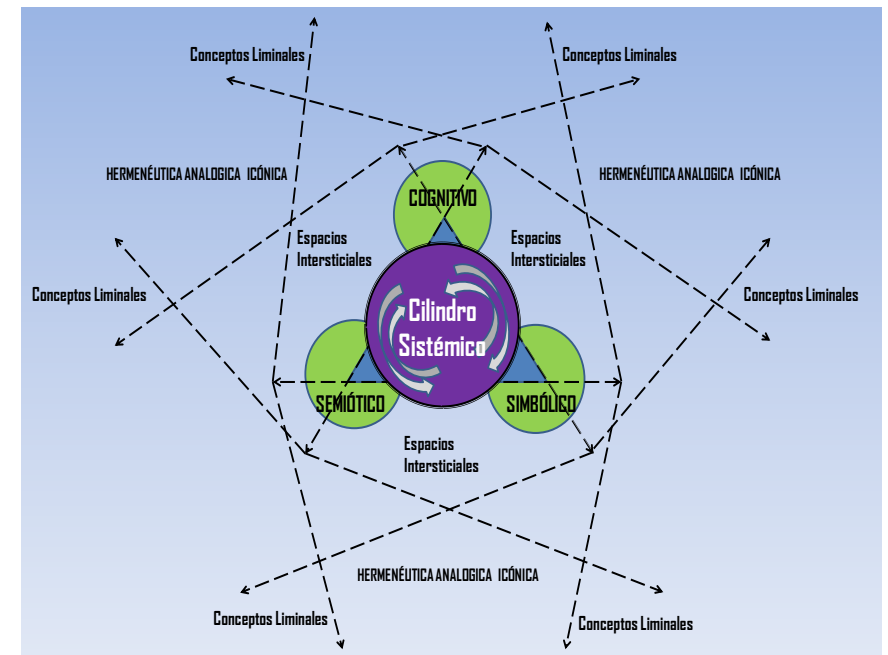 Conceptos Liminales
Conceptos Liminales
HERMENÉUTICA ANALOGICA ICÓNICA
HERMENÉUTICA ANALOGICA ICÓNICA
COGNITIVO
Espacios
Intersticiales
Espacios
Intersticiales
Conceptos Liminales
Conceptos Liminales
Cilindro
Sistémico
SEMIÓTICO
SIMBÓLICO
Espacios
Intersticiales
HERMENÉUTICA ANALOGICA ICÓNICA
Conceptos Liminales
Conceptos Liminales